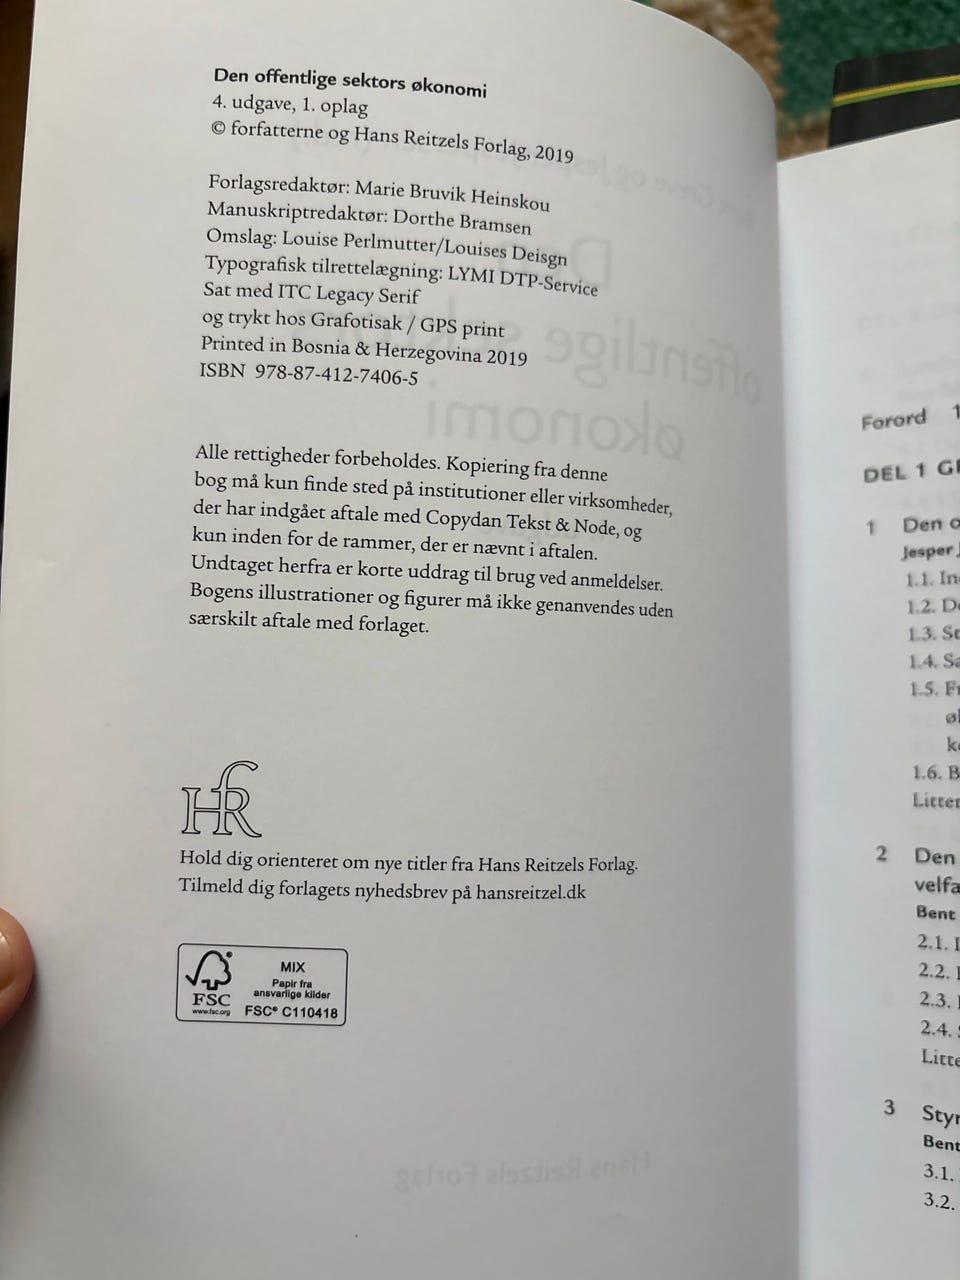 Den offentlige sektors økonomi
4. udgave, 1. oplag
© forfatterne og Hans Reitzels Forlag, 2019
Forlagsredaktør: Marie Bruvik Heinskou
Manuskriptredaktør: Dorthe Bramsen
Omslag: Louise Perlmutter/Louises Deisgn
Typografisk tilrettelægning: LYMI DTP-Service
Sat med ITC Legacy Serif
og trykt hos Grafotisak / GPS print
Printed in Bosnia & Herzegovina 2019
ISBN 978-87-412-7406-5
Alle rettigheder forbeholdes. Kopiering fra denne
bog må kun finde sted på institutioner eller virksomheder,
der har indgået aftale med Copydan Tekst & Node, og
kun inden for de rammer, der er nævnt i aftalen.
Undtaget herfra er korte uddrag til brug ved anmeldelser.
Bogens illustrationer og figurer må ikke genanvendes uden
særskilt aftale med forlaget.
HR
Hold dig orienteret om nye titler fra Hans Reitzels Forlag.
Tilmeld dig forlagets nyhedsbrev på hansreitzel.dk
FSC
www.fsc.org
MIX
Papir fra
ansvarlige kilder
FSC® C110418
Forord 1
DEL 1
1 Den
Jesper
1.1.
1.2.
1.3.
1.4.
1.5.
1.6.
2 Den
Bent
2.1.
2.2.
2.3.
2.4.
3
Bent
3.1.
3.2.